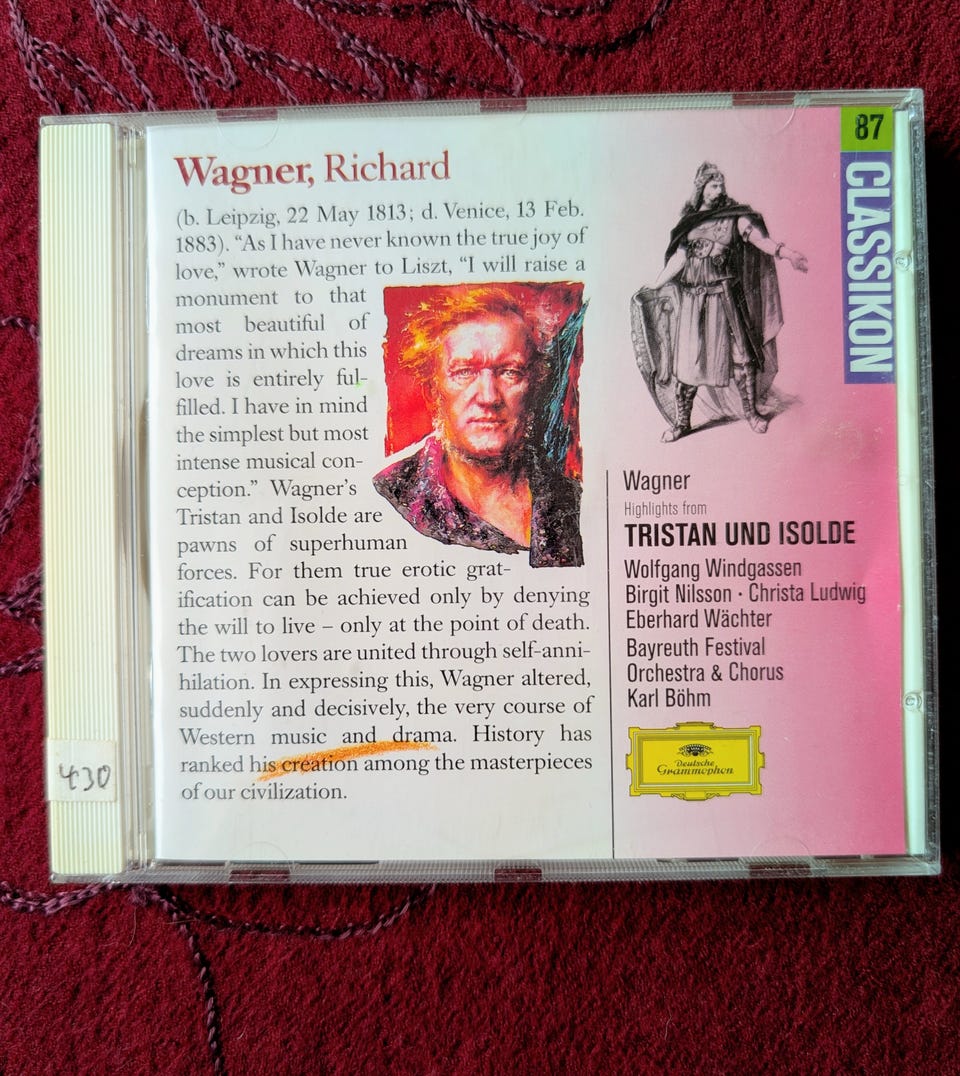 Wagner, Richard
(b. Leipzig, 22 May 1813; d. Venice, 13 Feb.
1883). “As I have never known the true joy of
love,” wrote Wagner to Liszt, “I will raise a
monument to that
most beautiful of
dreams in which this
love is entirely ful-
filled. I have in mind
the simplest but most
intense musical con-
ception.” Wagner’s
Tristan and Isolde are
pawns of superhuman
forces. For them true erotic grat-
ification can be achieved only by denying
the will to live – only at the point of death.
The two lovers are united through self-anni-
hilation. In expressing this, Wagner altered,
suddenly and decisively, the very course of
Western music and drama. History has
ranked his creation among the masterpieces
of our civilization.
87
CLASSIKON
Wagner
Highlights from
TRISTAN UND ISOLDE
Wolfgang Windgassen
Birgit Nilsson · Christa Ludwig
Eberhard Wächter
Bayreuth Festival
Orchestra & Chorus
Karl Böhm
Deutsche
Grammophon
430